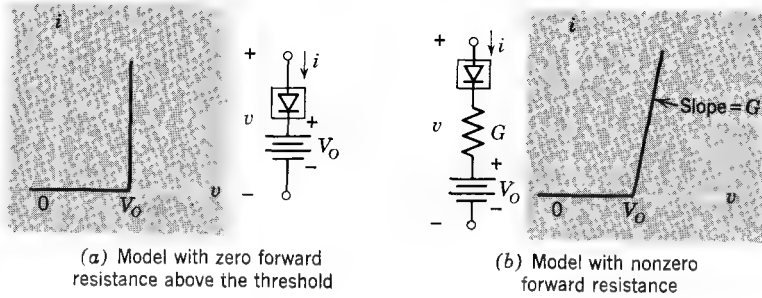 i
0
V_O
v
+
i
v
+
V_O
−
−
(a) Model with zero forward
resistance above the threshold
+
i
v
G
+
V_O
−
−
i
Slope = G
0
V_O
v
(b) Model with nonzero
forward resistance